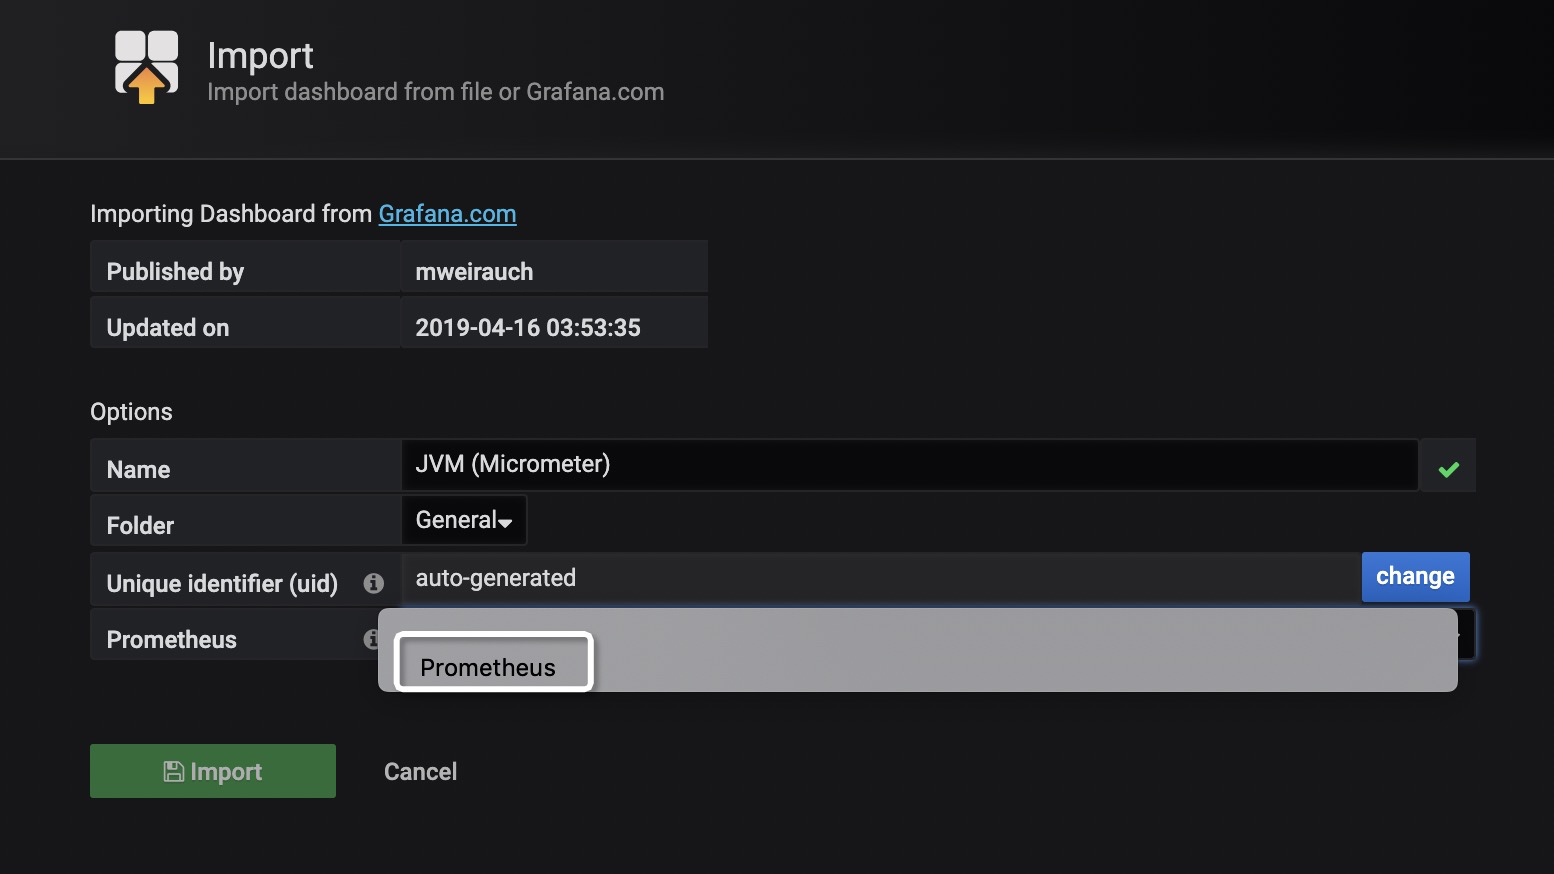 Import
Import dashboard from file or Grafana.com
Importing Dashboard from Grafana.com
Published by mweirauch
Updated on 2019-04-16 03:53:35
Options
Name JVM (Micrometer)
Folder General
Unique identifier (uid) auto-generated change
Prometheus
Prometheus
Import Cancel